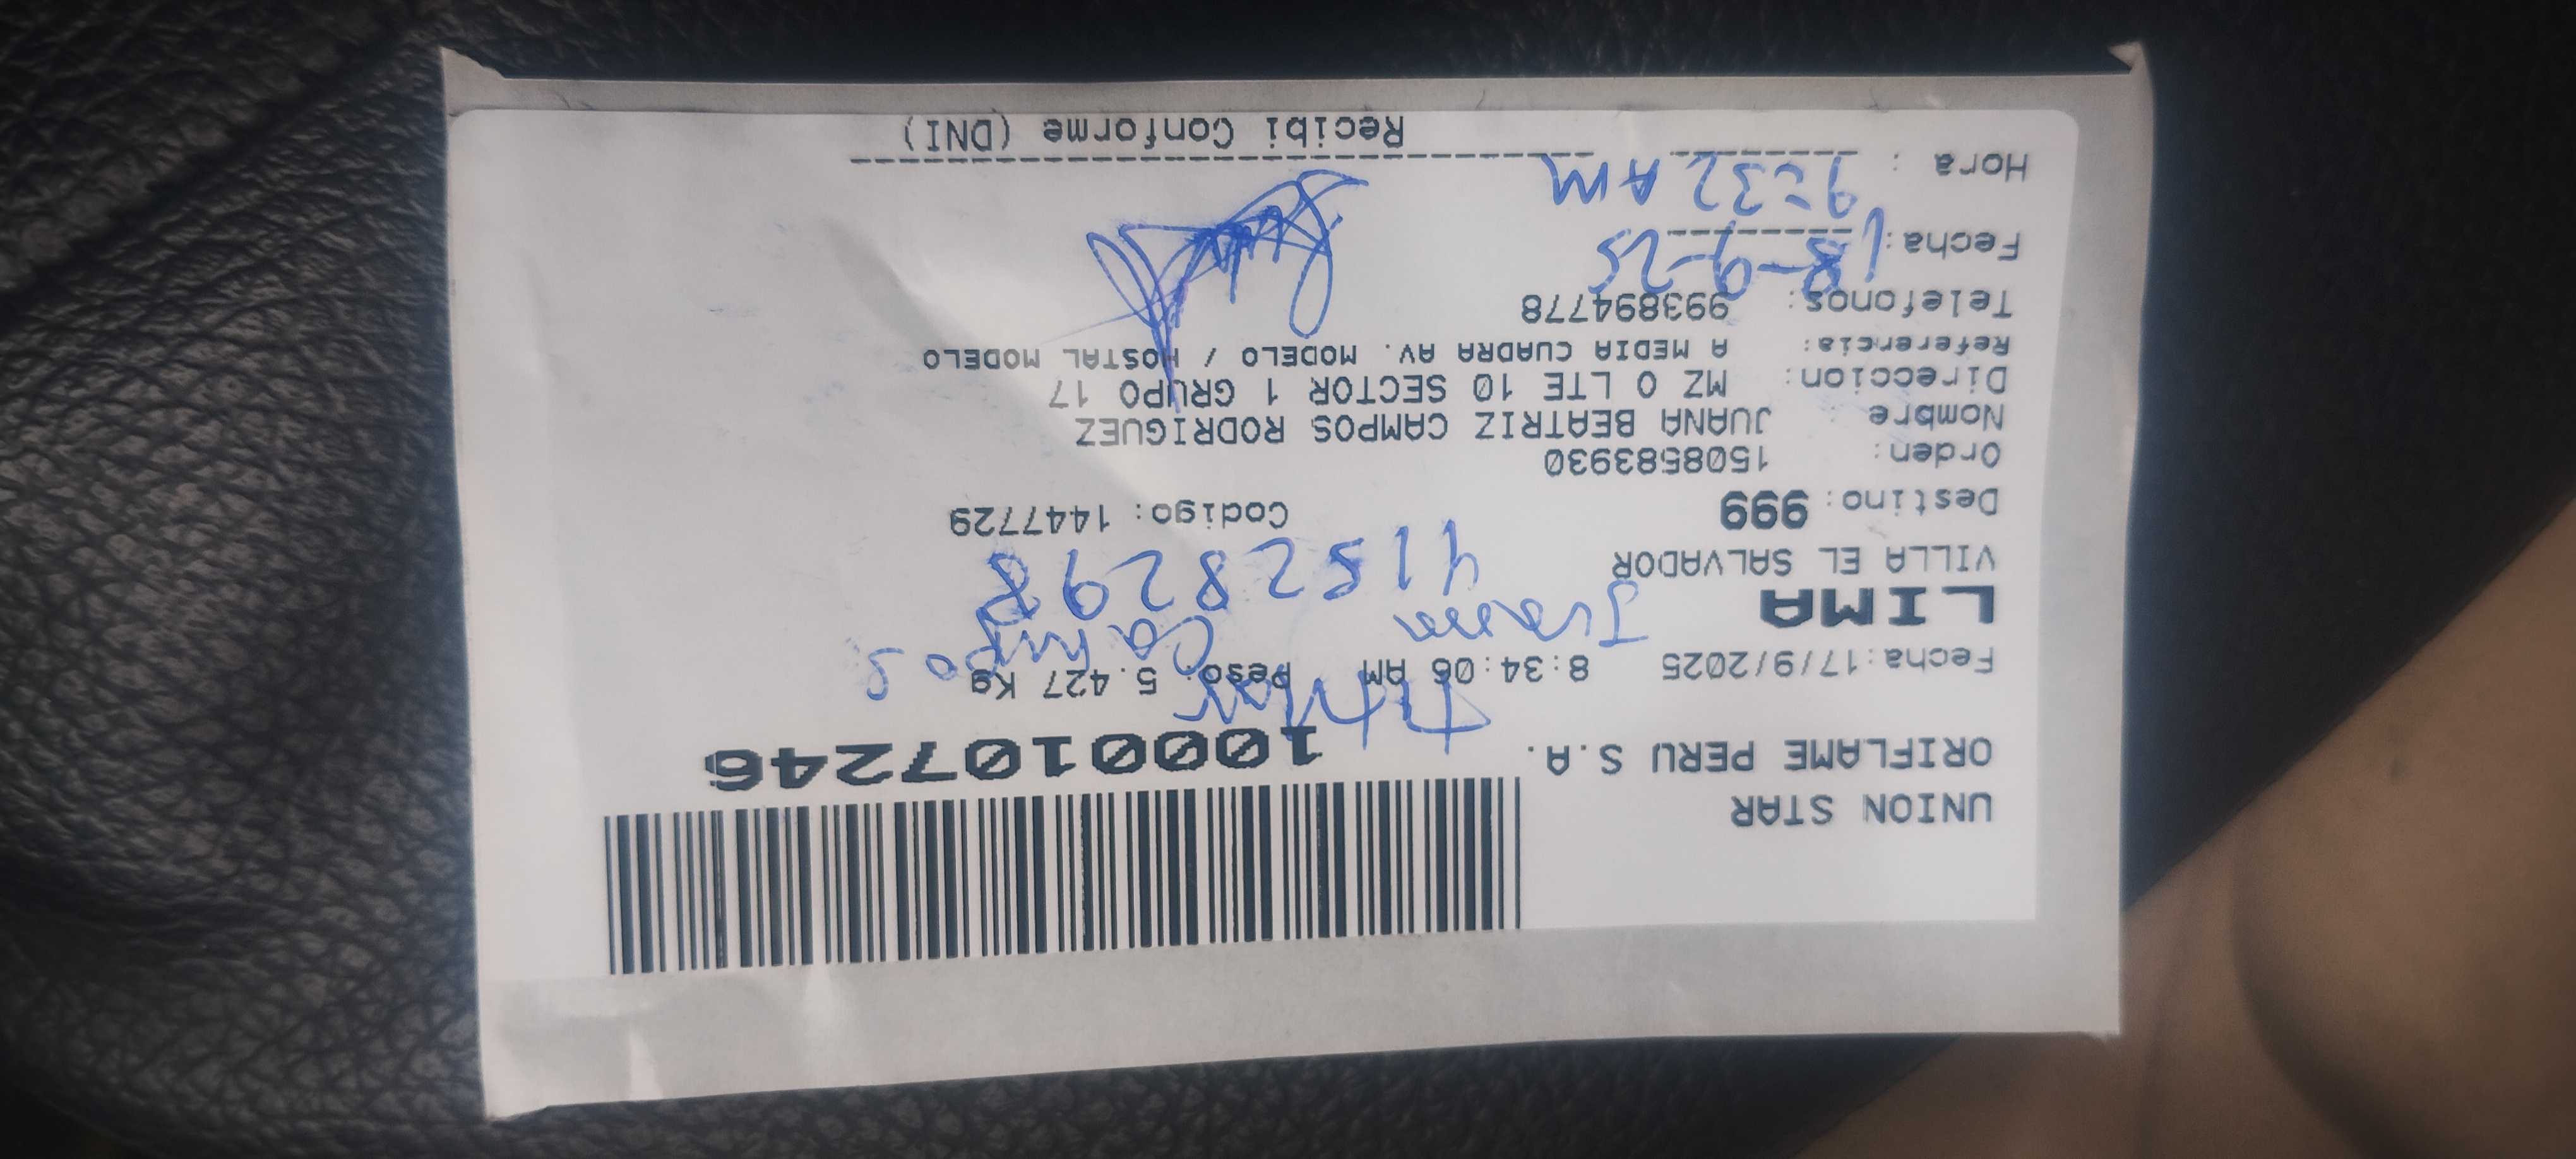 UNION STAR
ORIFLAME PERU S.A. 1000107246
Titular
Fecha:17/9/2025 8:34:06 AM Peso: 5.427 Kg
LIMA Juana Campos
VILLA EL SALVADOR 41528298
Destino: 999 Codigo: 1447729
Orden: 1508583930
Nombre : JUANA BEATRIZ CAMPOS RODRIGUEZ
Direccion: MZ O LTE 10 SECTOR 1 GRUPO 17
Referencia: A MEDIA CUADRA AV. MODELO / HOSTAL MODELO
Telefonos: 993894778
Fecha: 18-9-25
Hora : 9:32 AM
Recibi Conforme (DNI)